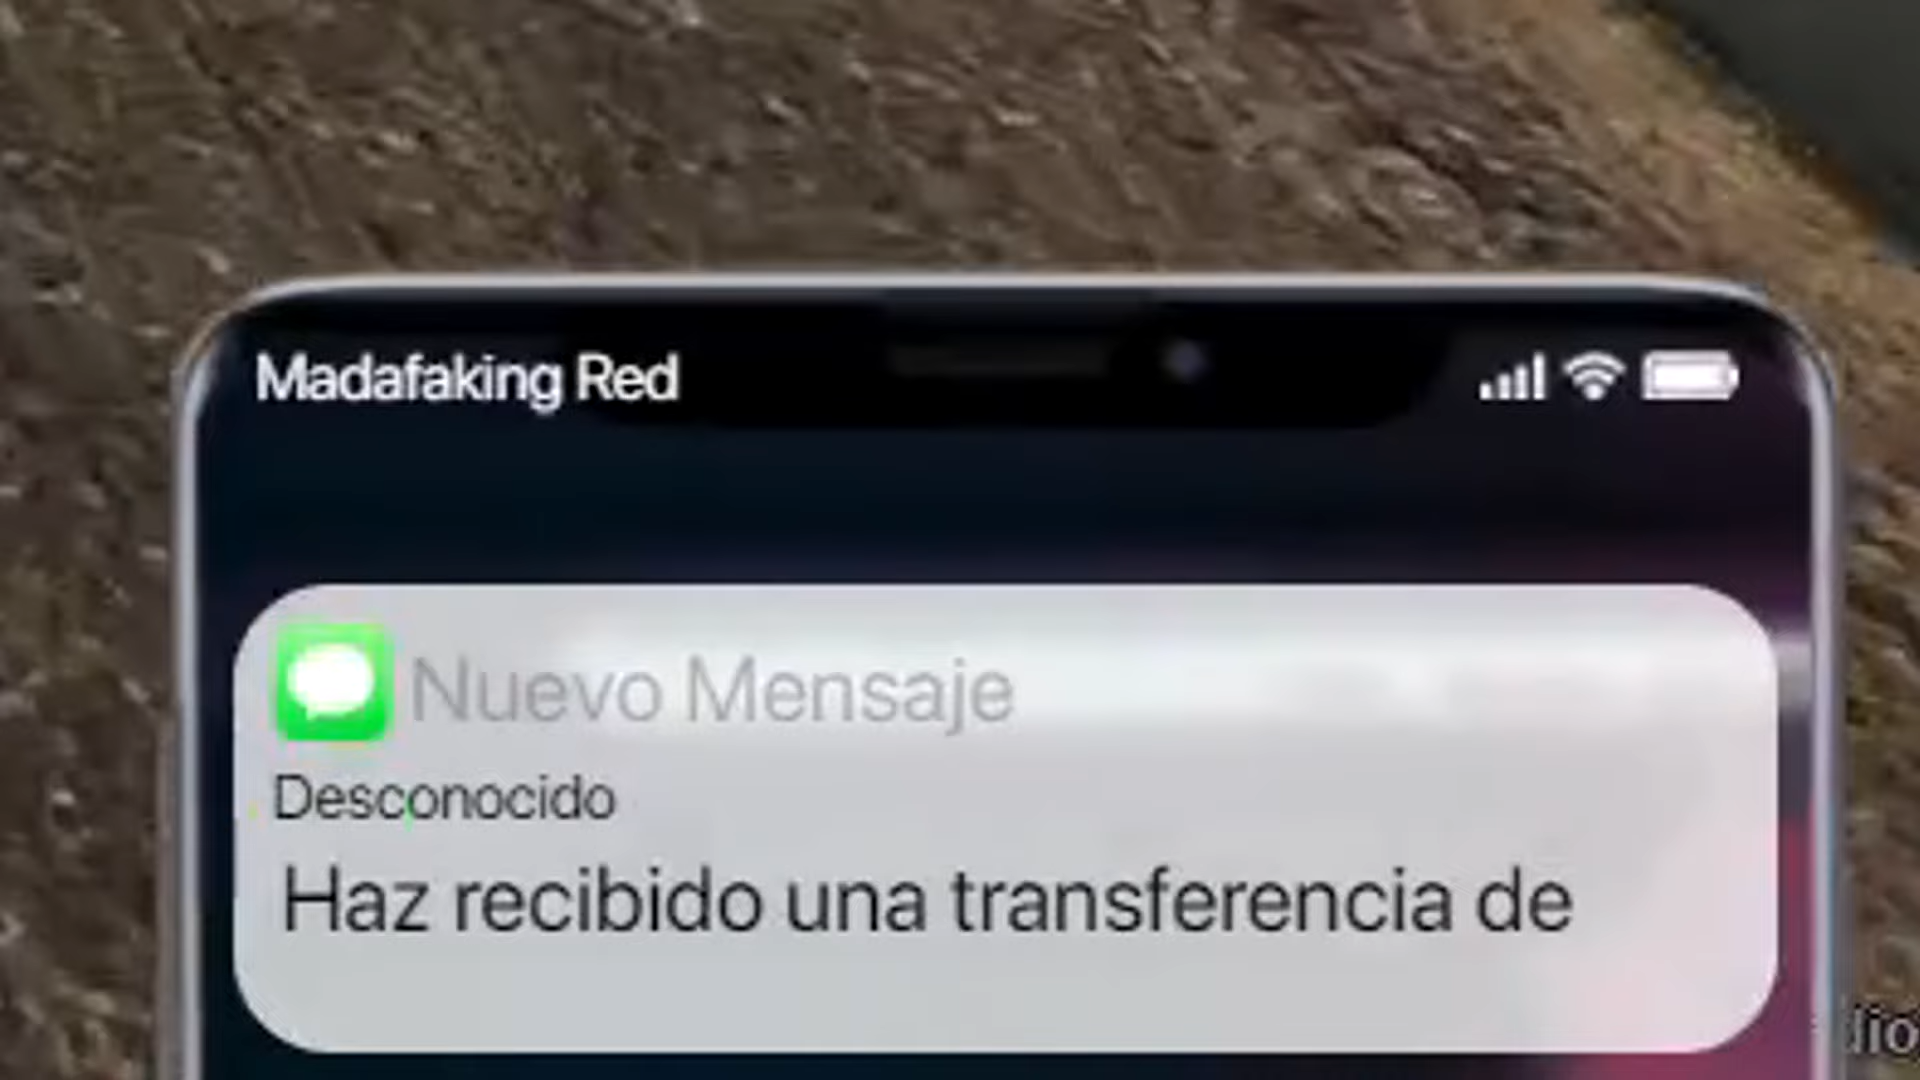 Madafaking Red
Nuevo Mensaje
Desconocido
Haz recibido una transferencia de